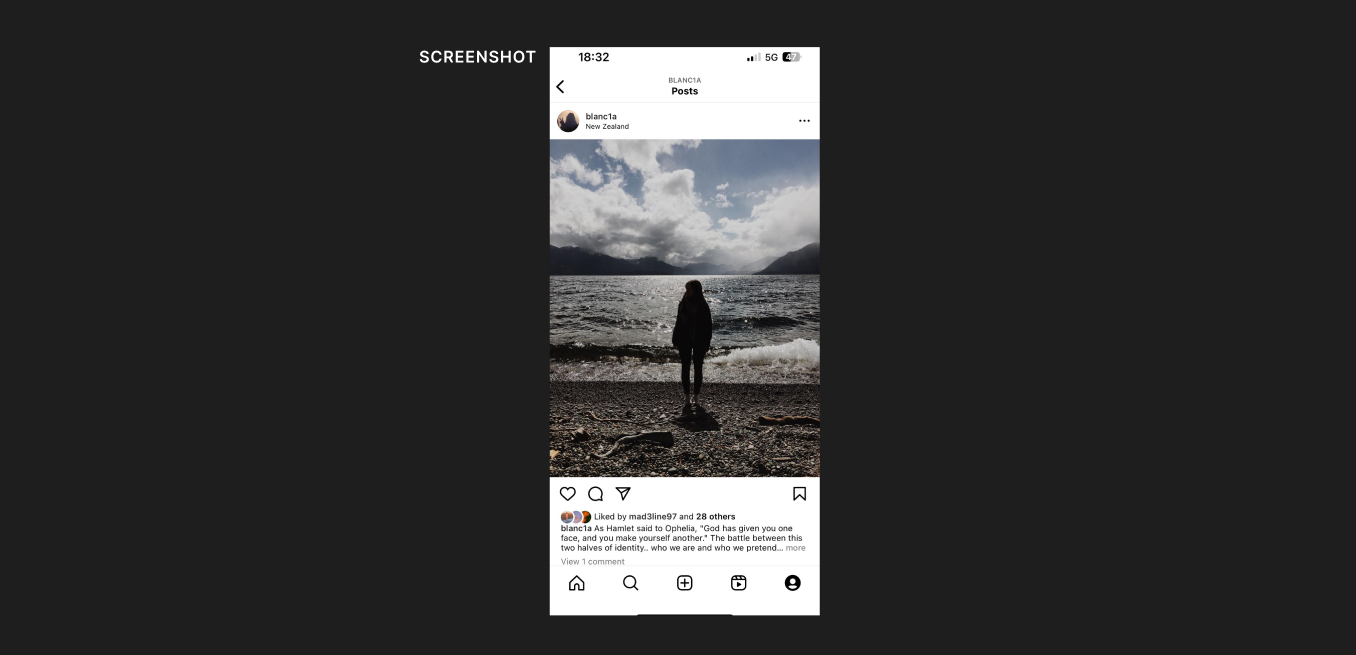 SCREENSHOT
18:32
5G 47
BLANC1A
Posts
blanc1a
New Zealand
Liked by mad3line97 and 28 others
blanc1a As Hamlet said to Ophelia, "God has given you one
face, and you make yourself another." The battle between this
two halves of identity.. who we are and who we pretend... more
View 1 comment